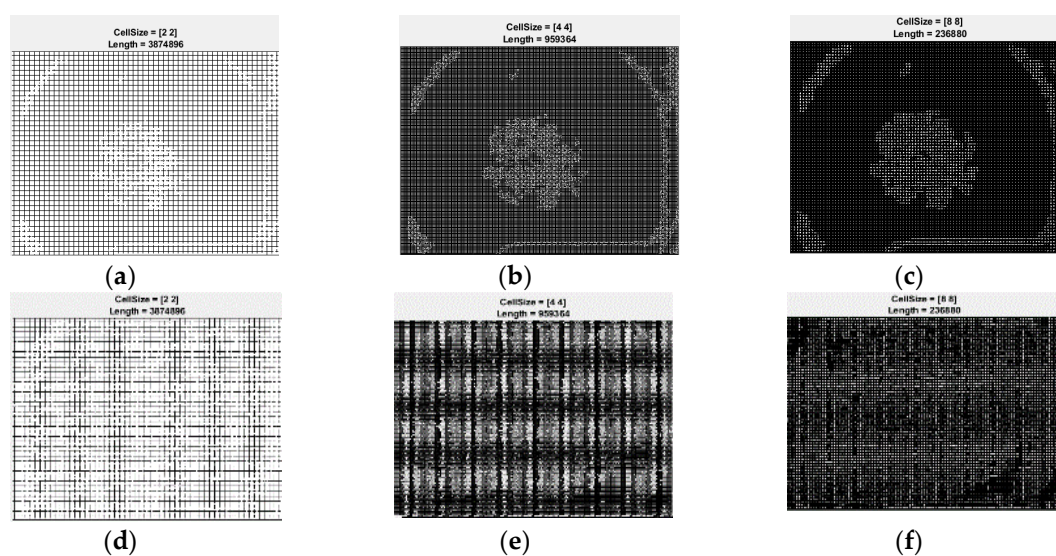 CellSize = [2 2]
Length = 3874896
CellSize = [4 4]
Length = 959364
CellSize = [8 8]
Length = 236880
(a)
(b)
(c)
CellSize = [2 2]
Length = 3874896
CellSize = [4 4]
Length = 959364
CellSize = [8 8]
Length = 236880
(d)
(e)
(f)